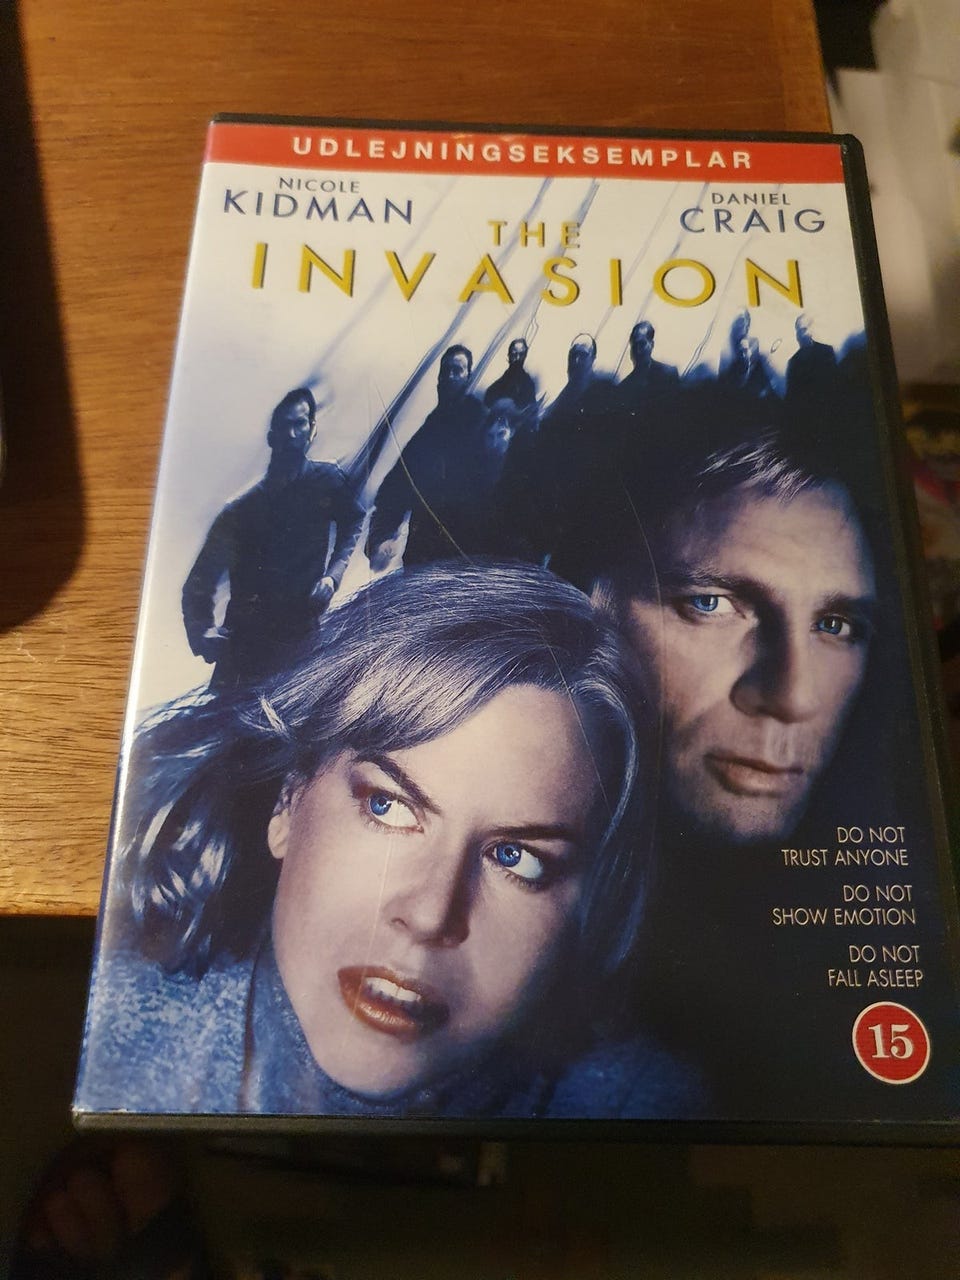 UDLEJNINGSEKSEMPLAR
NICOLE
KIDMAN
DANIEL
CRAIG
THE
INVASION
DO NOT
TRUST ANYONE
DO NOT
SHOW EMOTION
DO NOT
FALL ASLEEP
15